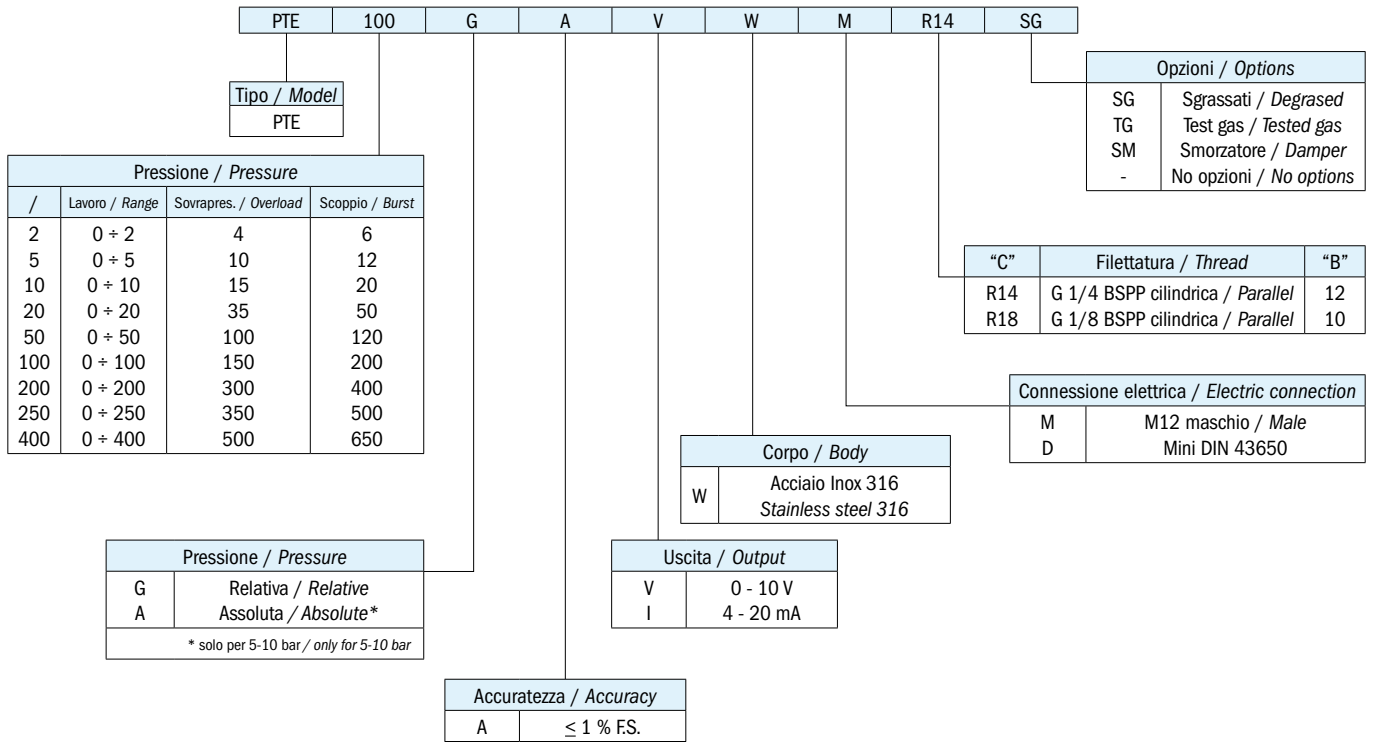 PTE 100 G A V W M R14 SG
Tipo / Model
PTE
Pressione / Pressure
/ Lavoro / Range Sovrapres. / Overload Scoppio / Burst
2 0 ÷ 2 4 6
5 0 ÷ 5 10 12
10 0 ÷ 10 15 20
20 0 ÷ 20 35 50
50 0 ÷ 50 100 120
100 0 ÷ 100 150 200
200 0 ÷ 200 300 400
250 0 ÷ 250 350 500
400 0 ÷ 400 500 650
Opzioni / Options
SG Sgrassati / Degrased
TG Test gas / Tested gas
SM Smorzatore / Damper
- No opzioni / No options
“C” Filettatura / Thread “B”
R14 G 1/4 BSPP cilindrica / Parallel 12
R18 G 1/8 BSPP cilindrica / Parallel 10
Connessione elettrica / Electric connection
M M12 maschio / Male
D Mini DIN 43650
Corpo / Body
W Acciaio Inox 316
Stainless steel 316
Pressione / Pressure
G Relativa / Relative
A Assoluta / Absolute*
* solo per 5-10 bar / only for 5-10 bar
Uscita / Output
V 0 - 10 V
I 4 - 20 mA
Accuratezza / Accuracy
A ≤ 1 % F.S.